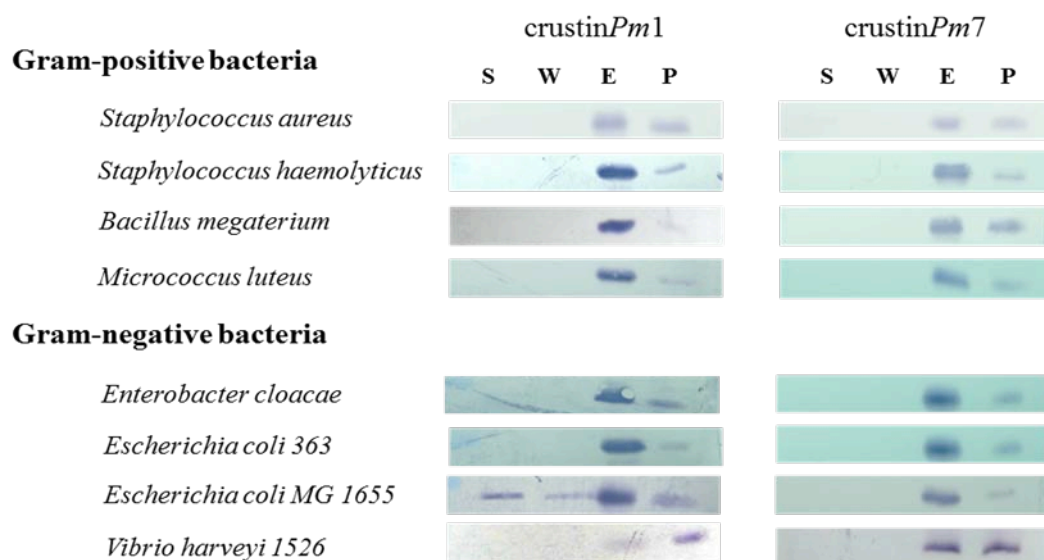 crustinPm1 crustinPm7
Gram-positive bacteria
S W E P S W E P
Staphylococcus aureus
Staphylococcus haemolyticus
Bacillus megaterium
Micrococcus luteus
Gram-negative bacteria
Enterobacter cloacae
Escherichia coli 363
Escherichia coli MG 1655
Vibrio harveyi 1526